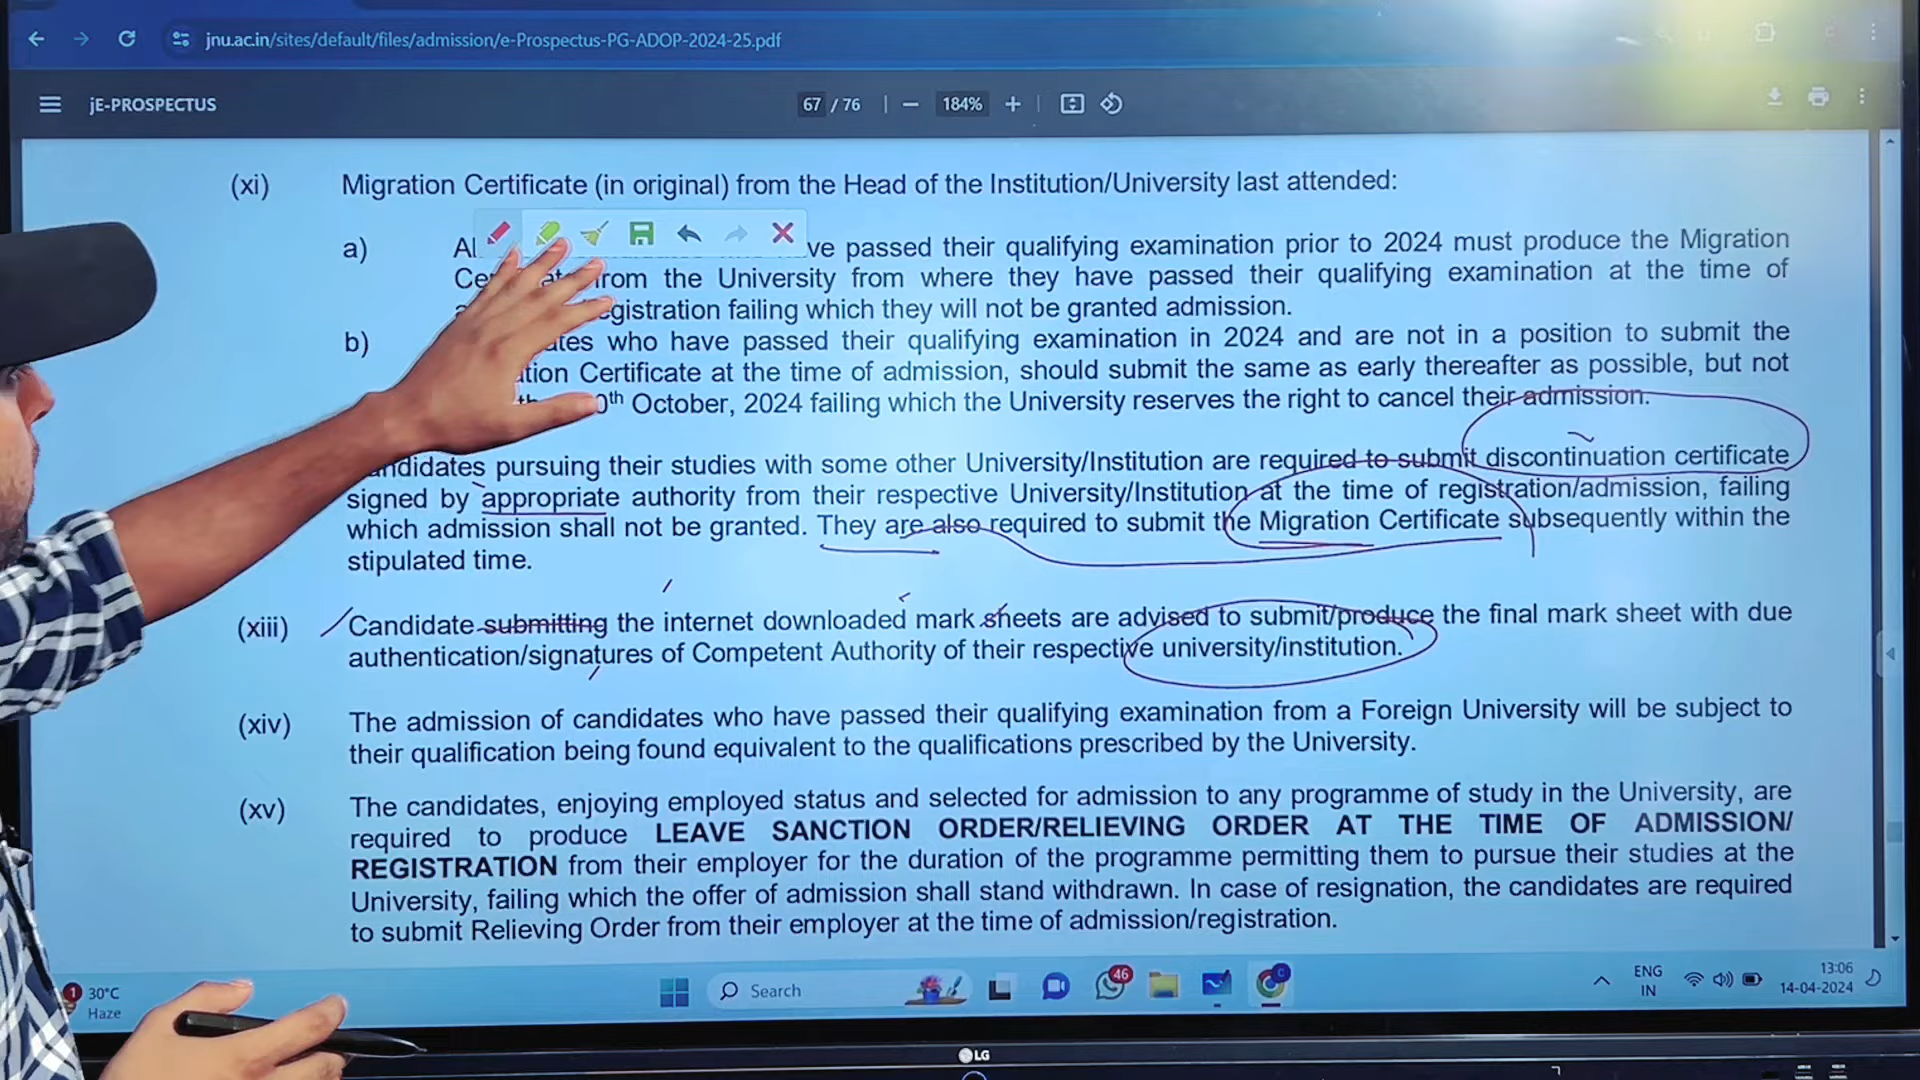 jnu.ac.in/sites/default/files/admission/e-Prospectus-PG-ADOP-2024-25.pdf
jE-PROSPECTUS
67 / 76
184%
(xi) Migration Certificate (in original) from the Head of the Institution/University last attended:
a) Al ve passed their qualifying examination prior to 2024 must produce the Migration
Ce from the University from where they have passed their qualifying examination at the time of
egistration failing which they will not be granted admission.
b) ates who have passed their qualifying examination in 2024 and are not in a position to submit the
tion Certificate at the time of admission, should submit the same as early thereafter as possible, but not
0th October, 2024 failing which the University reserves the right to cancel their admission.
andidates pursuing their studies with some other University/Institution are required to submit discontinuation certificate
signed by appropriate authority from their respective University/Institution at the time of registration/admission, failing
which admission shall not be granted. They are also required to submit the Migration Certificate subsequently within the
stipulated time.
(xiii) Candidate submitting the internet downloaded mark sheets are advised to submit/produce the final mark sheet with due
authentication/signatures of Competent Authority of their respective university/institution.
(xiv) The admission of candidates who have passed their qualifying examination from a Foreign University will be subject to
their qualification being found equivalent to the qualifications prescribed by the University.
(xv) The candidates, enjoying employed status and selected for admission to any programme of study in the University, are
required to produce LEAVE SANCTION ORDER/RELIEVING ORDER AT THE TIME OF ADMISSION/
REGISTRATION from their employer for the duration of the programme permitting them to pursue their studies at the
University, failing which the offer of admission shall stand withdrawn. In case of resignation, the candidates are required
to submit Relieving Order from their employer at the time of admission/registration.
1
30°C
Haze
Search
46
C
ENG
IN
13:06
14-04-2024
LG